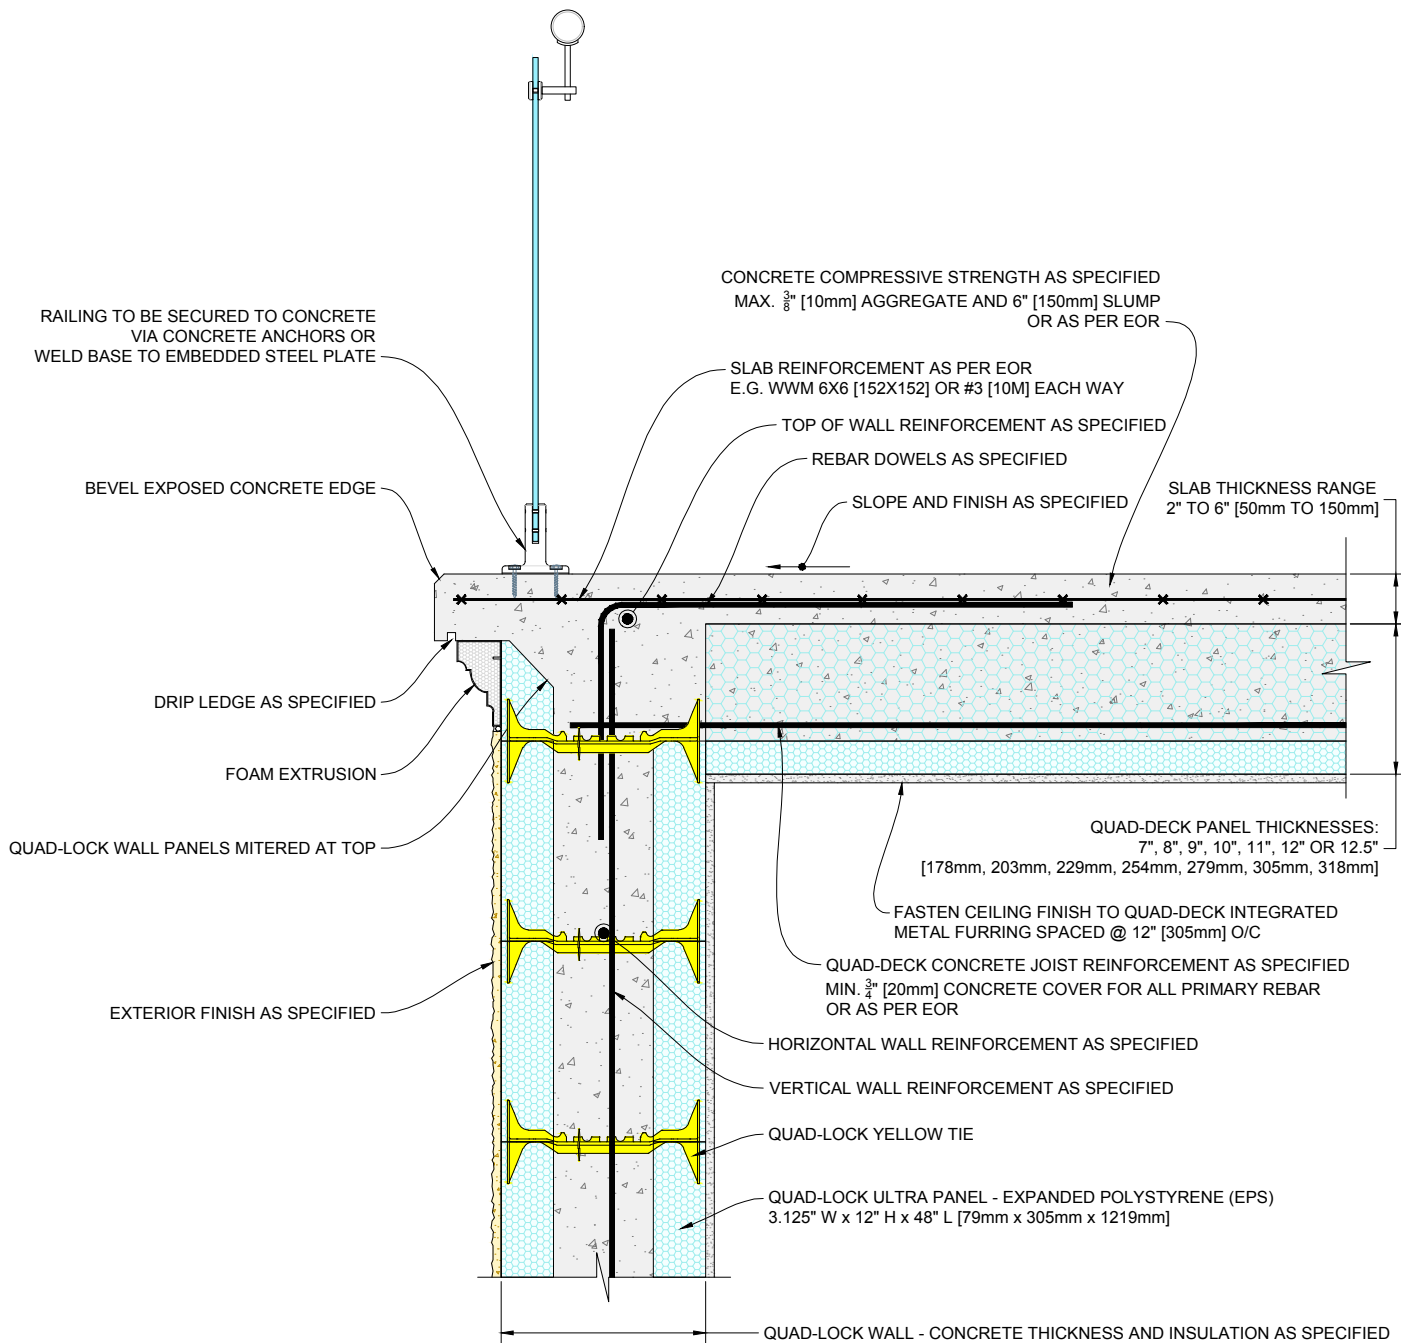 CONCRETE COMPRESSIVE STRENGTH AS SPECIFIED
MAX. 3/8" [10mm] AGGREGATE AND 6" [150mm] SLUMP
OR AS PER EOR
RAILING TO BE SECURED TO CONCRETE
VIA CONCRETE ANCHORS OR
WELD BASE TO EMBEDDED STEEL PLATE
SLAB REINFORCEMENT AS PER EOR
E.G. WWM 6X6 [152X152] OR #3 [10M] EACH WAY
TOP OF WALL REINFORCEMENT AS SPECIFIED
REBAR DOWELS AS SPECIFIED
BEVEL EXPOSED CONCRETE EDGE
SLOPE AND FINISH AS SPECIFIED
SLAB THICKNESS RANGE
2" TO 6" [50mm TO 150mm]
DRIP LEDGE AS SPECIFIED
FOAM EXTRUSION
QUAD-LOCK WALL PANELS MITERED AT TOP
QUAD-DECK PANEL THICKNESSES:
7", 8", 9", 10", 11", 12" OR 12.5"
[178mm, 203mm, 229mm, 254mm, 279mm, 305mm, 318mm]
FASTEN CEILING FINISH TO QUAD-DECK INTEGRATED
METAL FURRING SPACED @ 12" [305mm] O/C
QUAD-DECK CONCRETE JOIST REINFORCEMENT AS SPECIFIED
MIN. 3/4" [20mm] CONCRETE COVER FOR ALL PRIMARY REBAR
OR AS PER EOR
EXTERIOR FINISH AS SPECIFIED
HORIZONTAL WALL REINFORCEMENT AS SPECIFIED
VERTICAL WALL REINFORCEMENT AS SPECIFIED
QUAD-LOCK YELLOW TIE
QUAD-LOCK ULTRA PANEL - EXPANDED POLYSTYRENE (EPS)
3.125" W x 12" H x 48" L [79mm x 305mm x 1219mm]
QUAD-LOCK WALL - CONCRETE THICKNESS AND INSULATION AS SPECIFIED